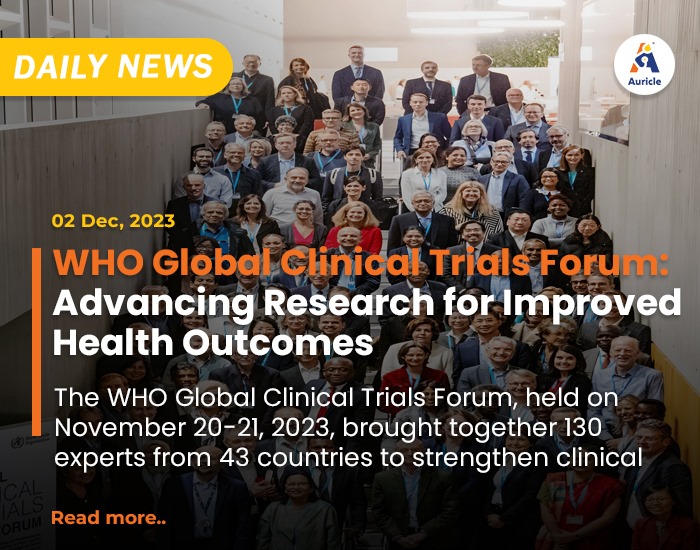 DAILY NEWS
Auricle
02 Dec, 2023
WHO Global Clinical Trials Forum:
Advancing Research for Improved
Health Outcomes
The WHO Global Clinical Trials Forum, held on
November 20-21, 2023, brought together 130
experts from 43 countries to strengthen clinical
Read more..